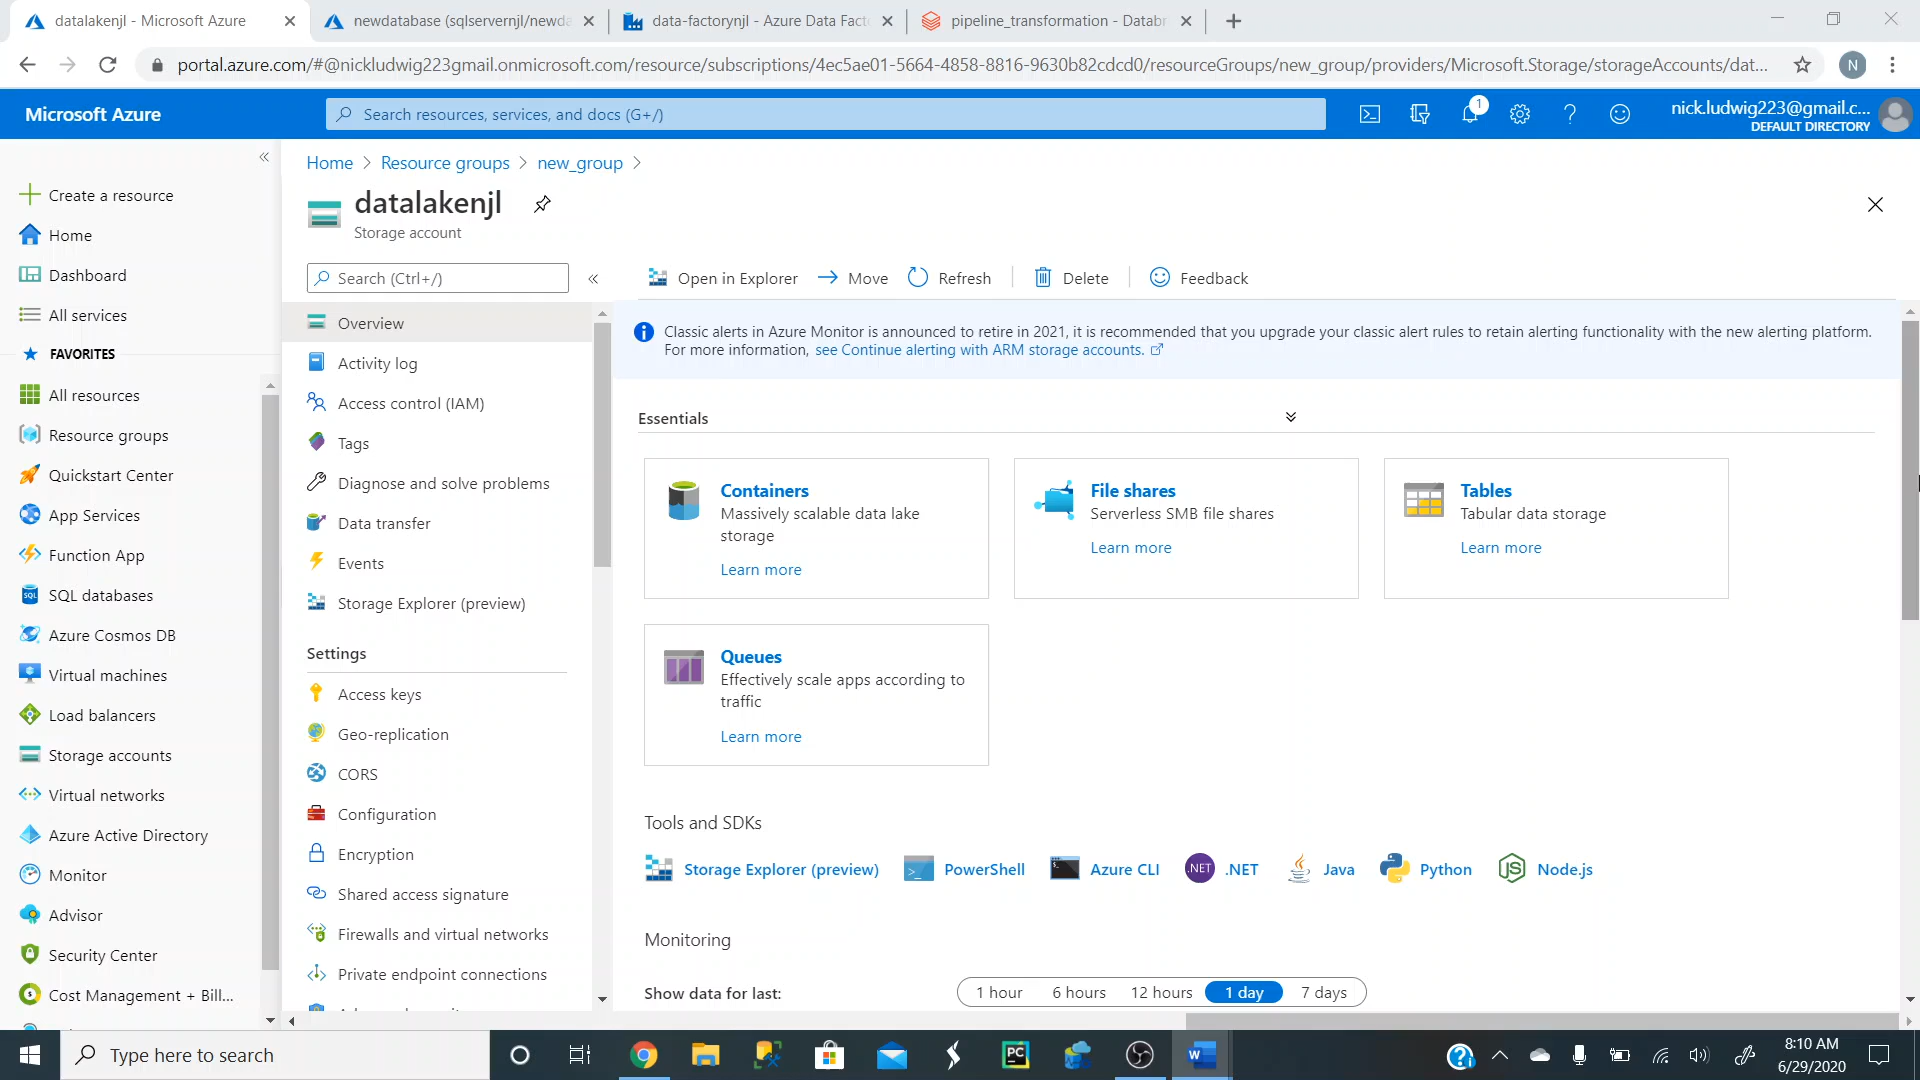 datalakenjl - Microsoft Azure
newdatabase (sqlservernjl/newda
data-factorynjl - Azure Data Fact
pipeline_transformation - Databr
portal.azure.com/#@nickludwig223gmail.onmicrosoft.com/resource/subscriptions/4ec5ae01-5664-4858-8816-9630b82cdcd0/resourceGroups/new_group/providers/Microsoft.Storage/storageAccounts/dat...
N
Microsoft Azure
Search resources, services, and docs (G+/)
1
nick.ludwig223@gmail.c...
DEFAULT DIRECTORY
Home > Resource groups > new_group >
datalakenjl
Storage account
Create a resource
Home
Dashboard
All services
FAVORITES
All resources
Resource groups
Quickstart Center
App Services
Function App
SQL databases
Azure Cosmos DB
Virtual machines
Load balancers
Storage accounts
Virtual networks
Azure Active Directory
Monitor
Advisor
Security Center
Cost Management + Bill...
Search (Ctrl+/)
Overview
Activity log
Access control (IAM)
Tags
Diagnose and solve problems
Data transfer
Events
Storage Explorer (preview)
Settings
Access keys
Geo-replication
CORS
Configuration
Encryption
Shared access signature
Firewalls and virtual networks
Private endpoint connections
Open in Explorer
Move
Refresh
Delete
Feedback
Classic alerts in Azure Monitor is announced to retire in 2021, it is recommended that you upgrade your classic alert rules to retain alerting functionality with the new alerting platform.
For more information, see Continue alerting with ARM storage accounts.
Essentials
Containers
Massively scalable data lake
storage
Learn more
File shares
Serverless SMB file shares
Learn more
Tables
Tabular data storage
Learn more
Queues
Effectively scale apps according to
traffic
Learn more
Tools and SDKs
Storage Explorer (preview)
PowerShell
Azure CLI
.NET
Java
Python
Node.js
Monitoring
Show data for last:
1 hour
6 hours
12 hours
1 day
7 days
Type here to search
8:10 AM
6/29/2020